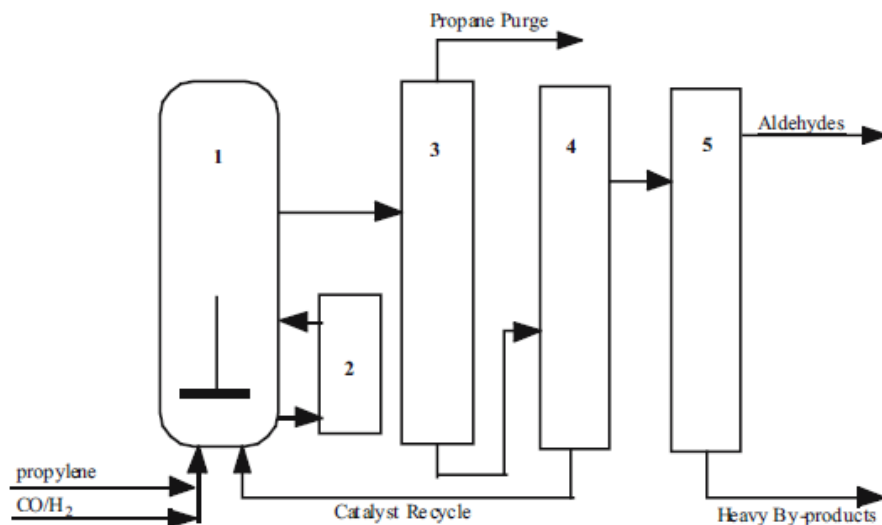 Propane Purge
1
3
4
5
Aldehydes
2
propylene
CO/H₂
Catalyst Recycle
Heavy By-products